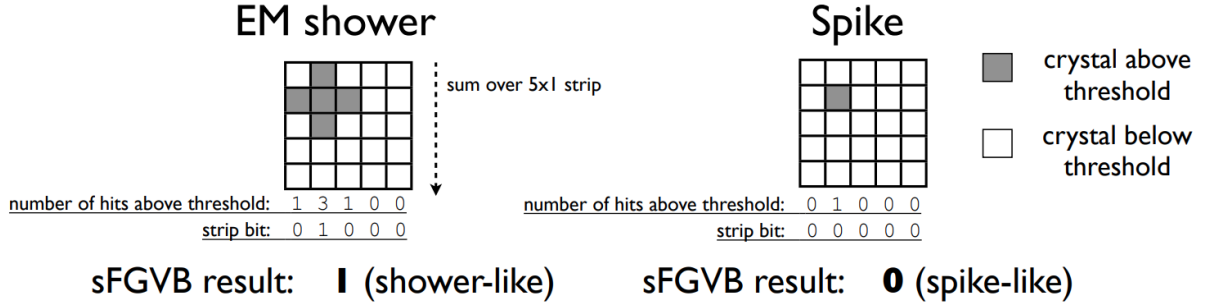 EM shower
Spike
sum over 5x1 strip
crystal above
threshold
crystal below
threshold
number of hits above threshold: 1 3 1 0 0
strip bit: 0 1 0 0 0
number of hits above threshold: 0 1 0 0 0
strip bit: 0 0 0 0 0
sFGVB result: 1 (shower-like)
sFGVB result: 0 (spike-like)